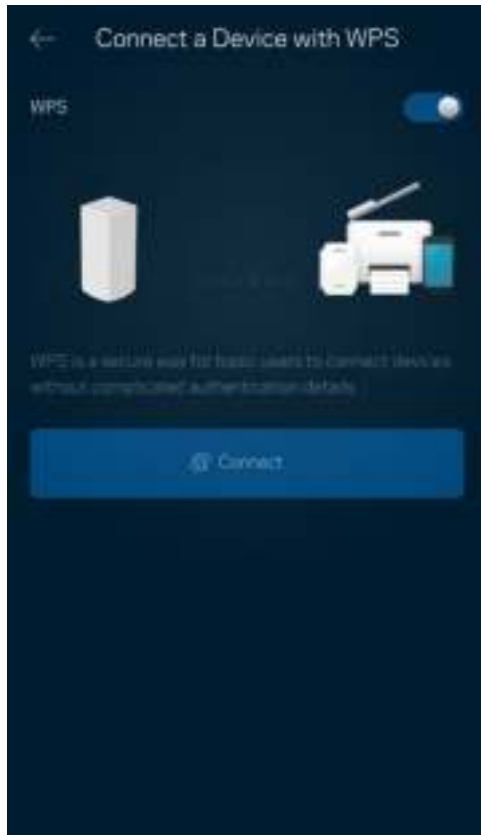 Connect a Device with WPS
WPS
WPS is a secure way for basic users to connect devices
without complicated authentication details.
Connect